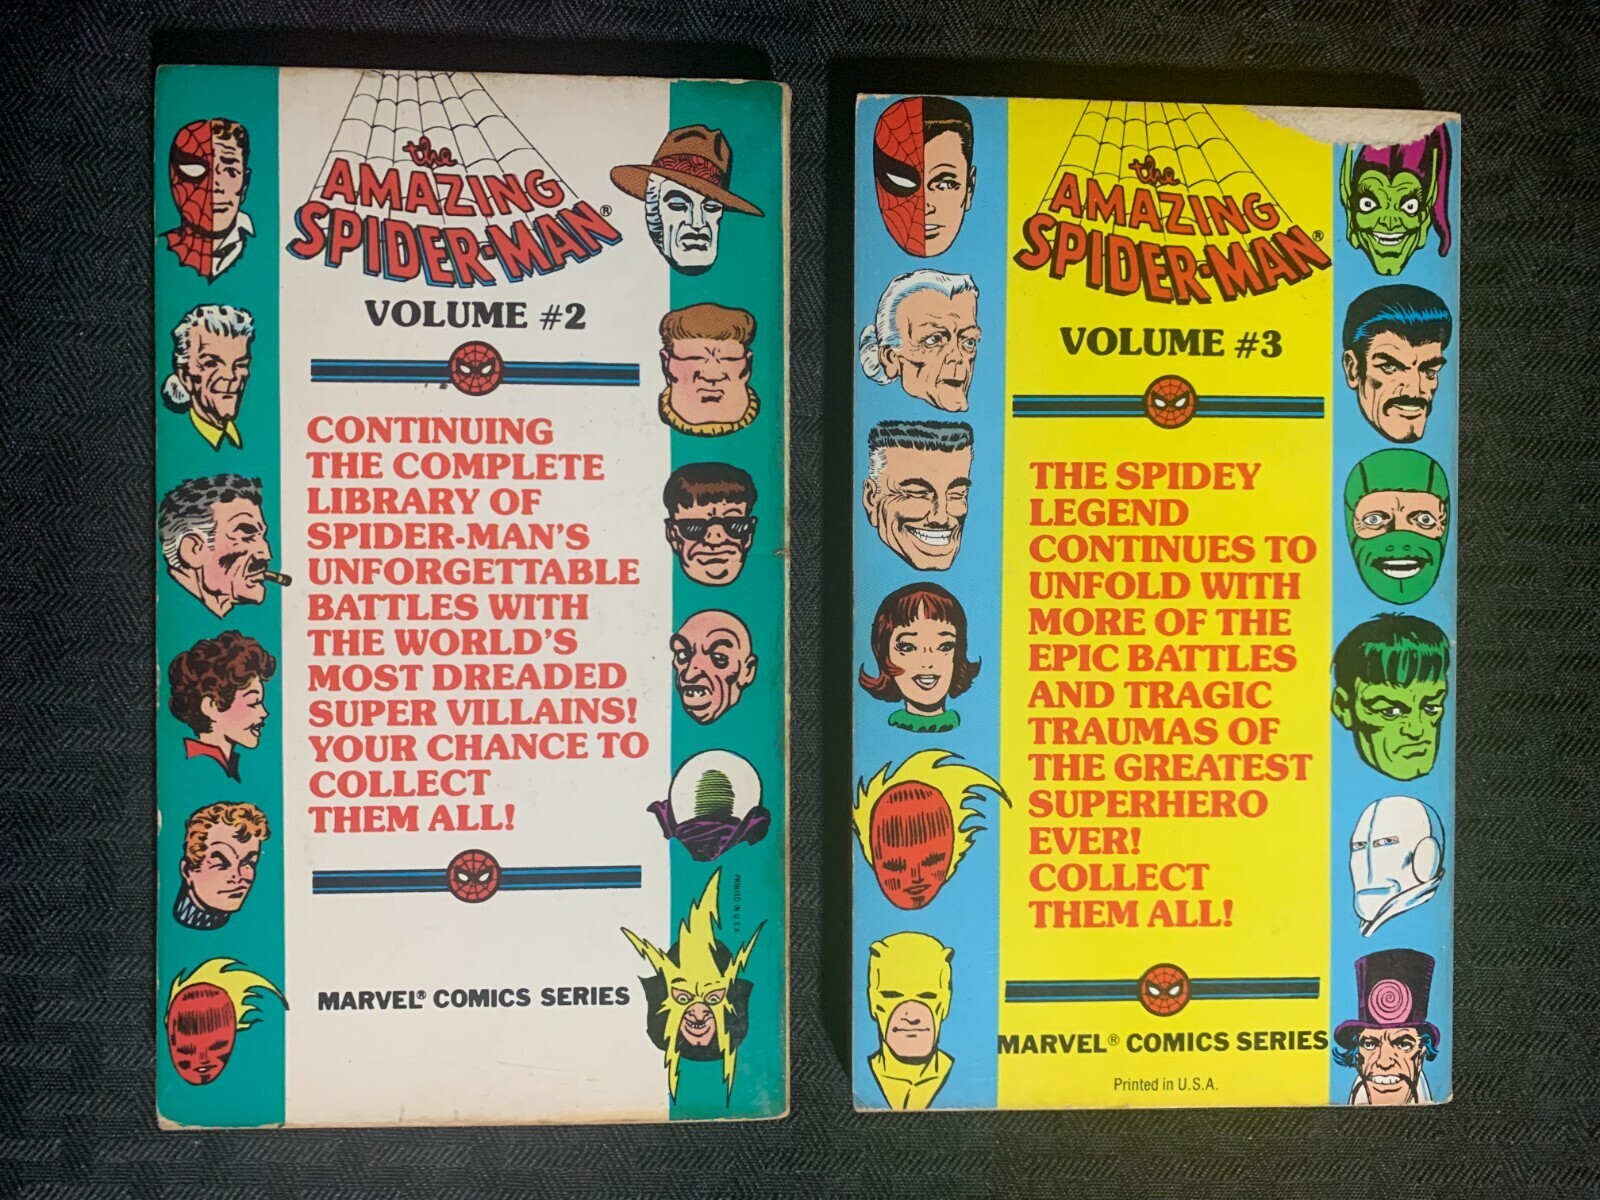 the
AMAZING
SPIDER-MAN®
VOLUME #2
CONTINUING
THE COMPLETE
LIBRARY OF
SPIDER-MAN'S
UNFORGETTABLE
BATTLES WITH
THE WORLD'S
MOST DREADED
SUPER VILLAINS!
YOUR CHANCE TO
COLLECT
THEM ALL!
PRINTED IN U.S.A.
MARVEL® COMICS SERIES
the
AMAZING
SPIDER-MAN®
VOLUME #3
THE SPIDEY
LEGEND
CONTINUES TO
UNFOLD WITH
MORE OF THE
EPIC BATTLES
AND TRAGIC
TRAUMAS OF
THE GREATEST
SUPERHERO
EVER!
COLLECT
THEM ALL!
MARVEL® COMICS SERIES
Printed in U.S.A.